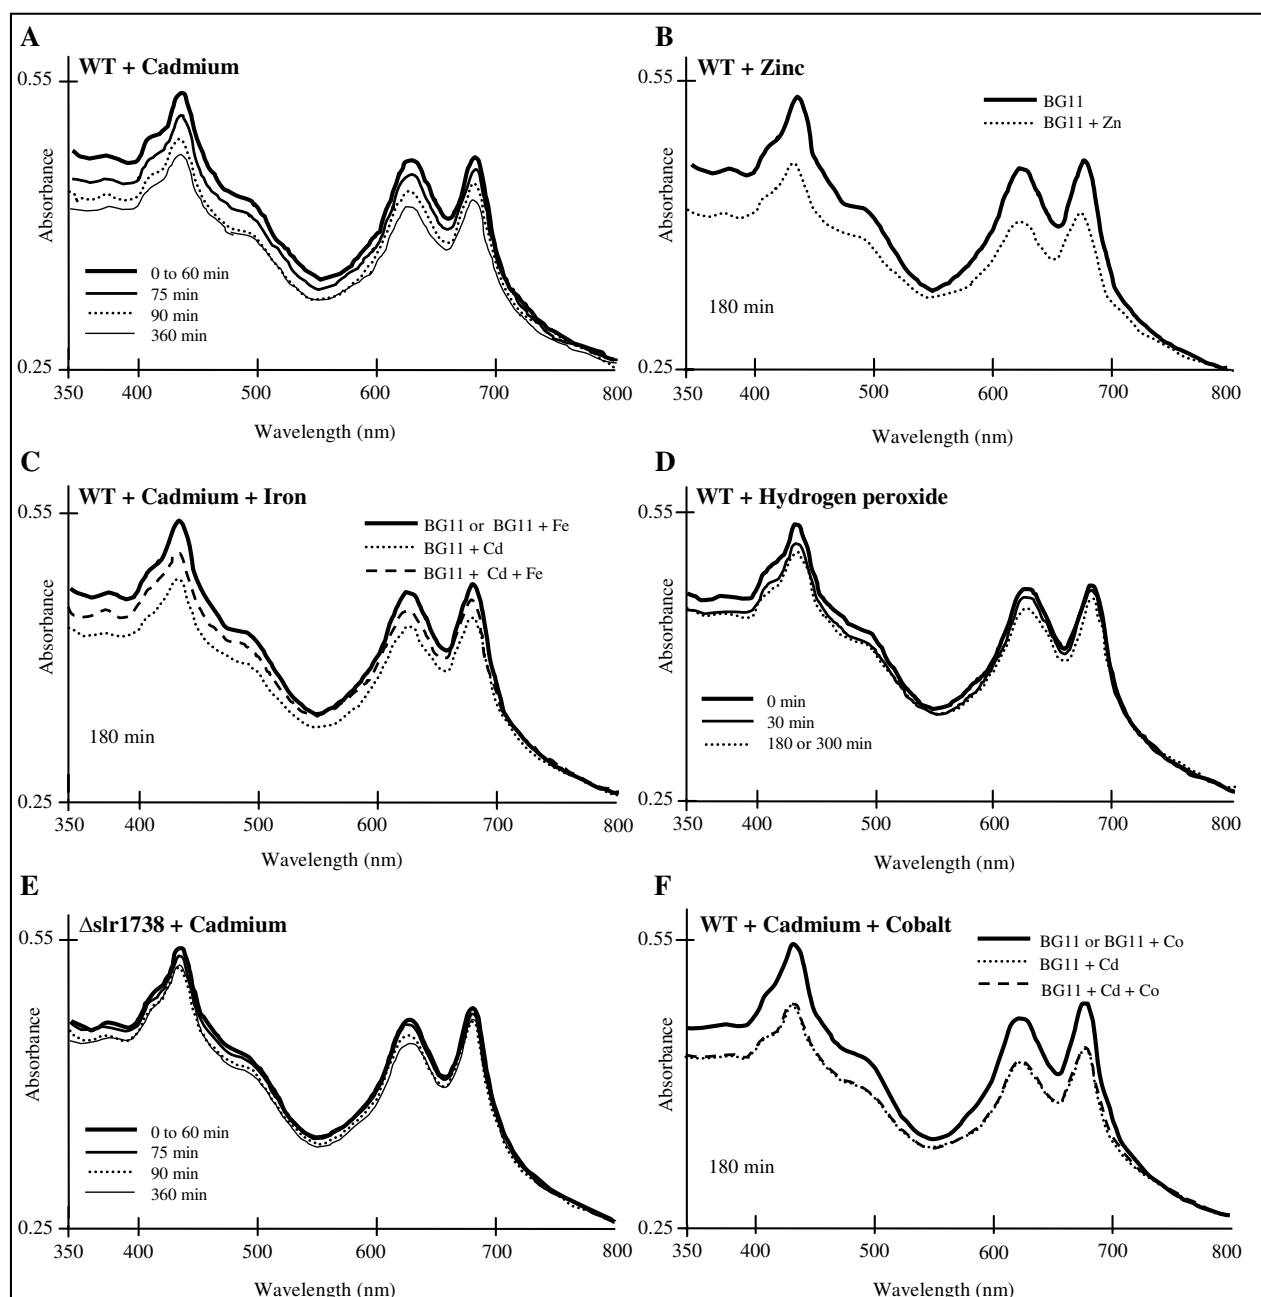 A
WT + Cadmium
0.55
Absorbance
0 to 60 min
75 min
90 min
360 min
0.25
350 400 500 600 700 800
Wavelength (nm)
B
WT + Zinc
0.55
BG11
BG11 + Zn
Absorbance
180 min
0.25
350 400 500 600 700 800
Wavelength (nm)
C
WT + Cadmium + Iron
0.55
BG11 or BG11 + Fe
BG11 + Cd
BG11 + Cd + Fe
Absorbance
180 min
0.25
350 400 500 600 700 800
Wavelength (nm)
D
WT + Hydrogen peroxide
0.55
Absorbance
0 min
30 min
180 or 300 min
0.25
350 400 500 600 700 800
Wavelength (nm)
E
Δslr1738 + Cadmium
0.55
Absorbance
0 to 60 min
75 min
90 min
360 min
0.25
350 400 500 600 700 800
Wavelength (nm)
F
WT + Cadmium + Cobalt
0.55
BG11 or BG11 + Co
BG11 + Cd
BG11 + Cd + Co
Absorbance
180 min
0.25
350 400 500 600 700 800
Wavelength (nm)